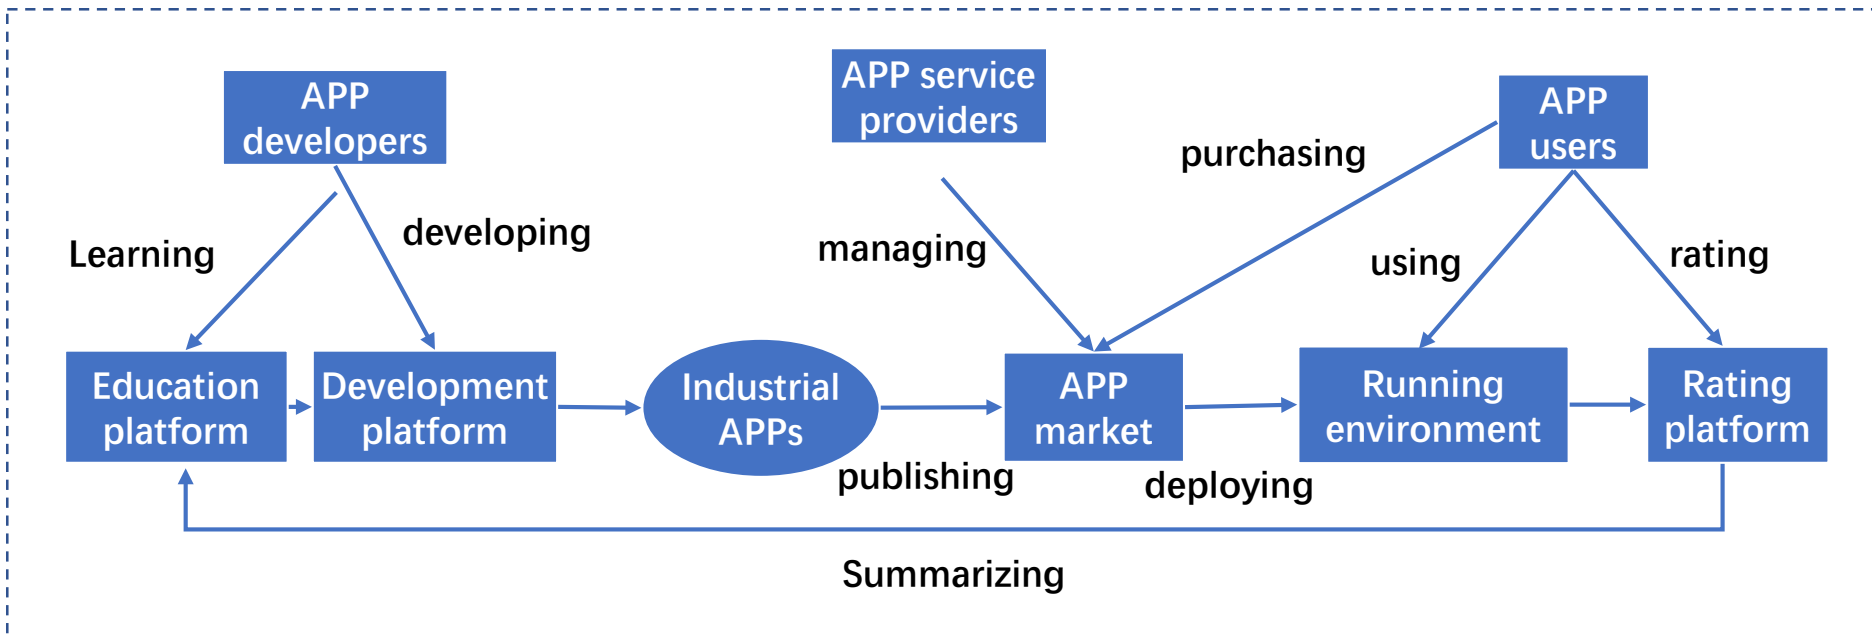 APP
developers
APP service
providers
APP
users
purchasing
Learning
developing
managing
using
rating
Education
platform
Development
platform
Industrial
APPs
APP
market
Running
environment
Rating
platform
publishing
deploying
Summarizing